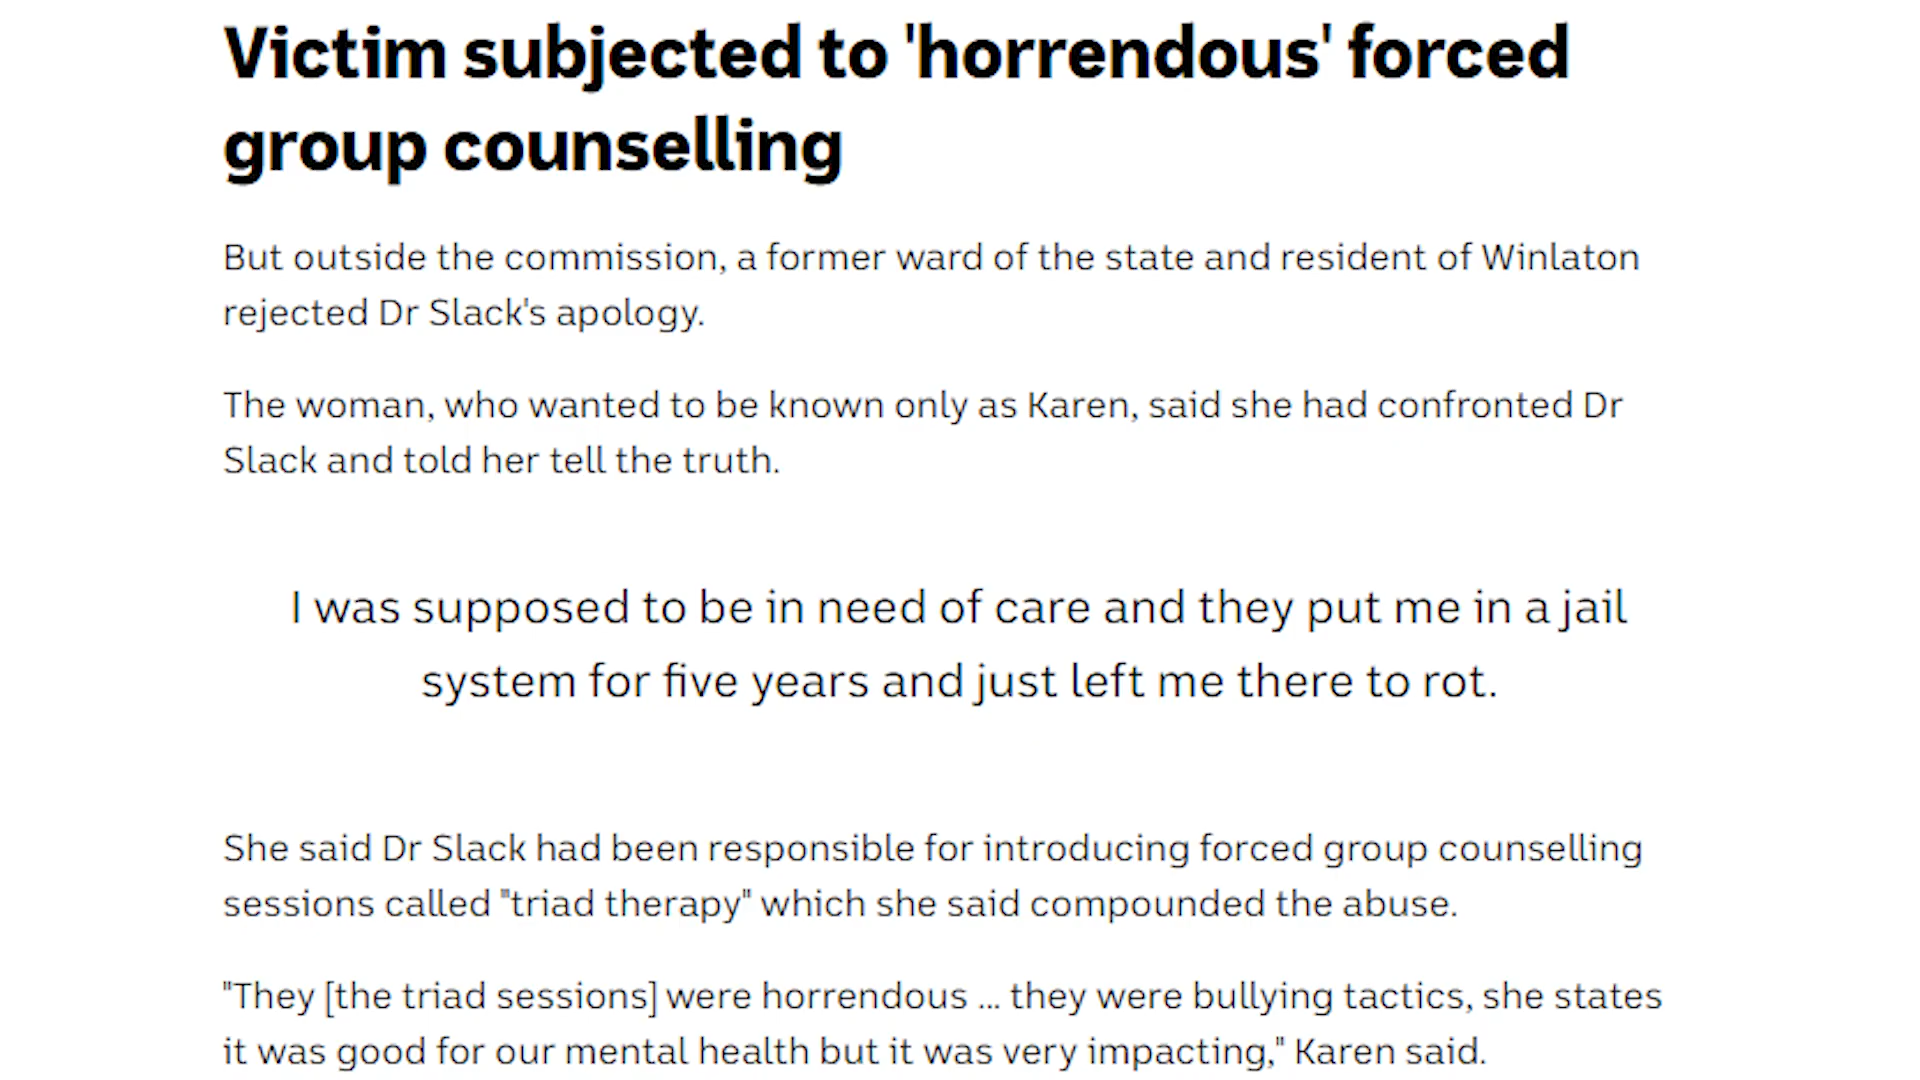 Victim subjected to 'horrendous' forced
group counselling
But outside the commission, a former ward of the state and resident of Winlaton
rejected Dr Slack's apology.
The woman, who wanted to be known only as Karen, said she had confronted Dr
Slack and told her tell the truth.
I was supposed to be in need of care and they put me in a jail
system for five years and just left me there to rot.
She said Dr Slack had been responsible for introducing forced group counselling
sessions called "triad therapy" which she said compounded the abuse.
"They [the triad sessions] were horrendous ... they were bullying tactics, she states
it was good for our mental health but it was very impacting," Karen said.